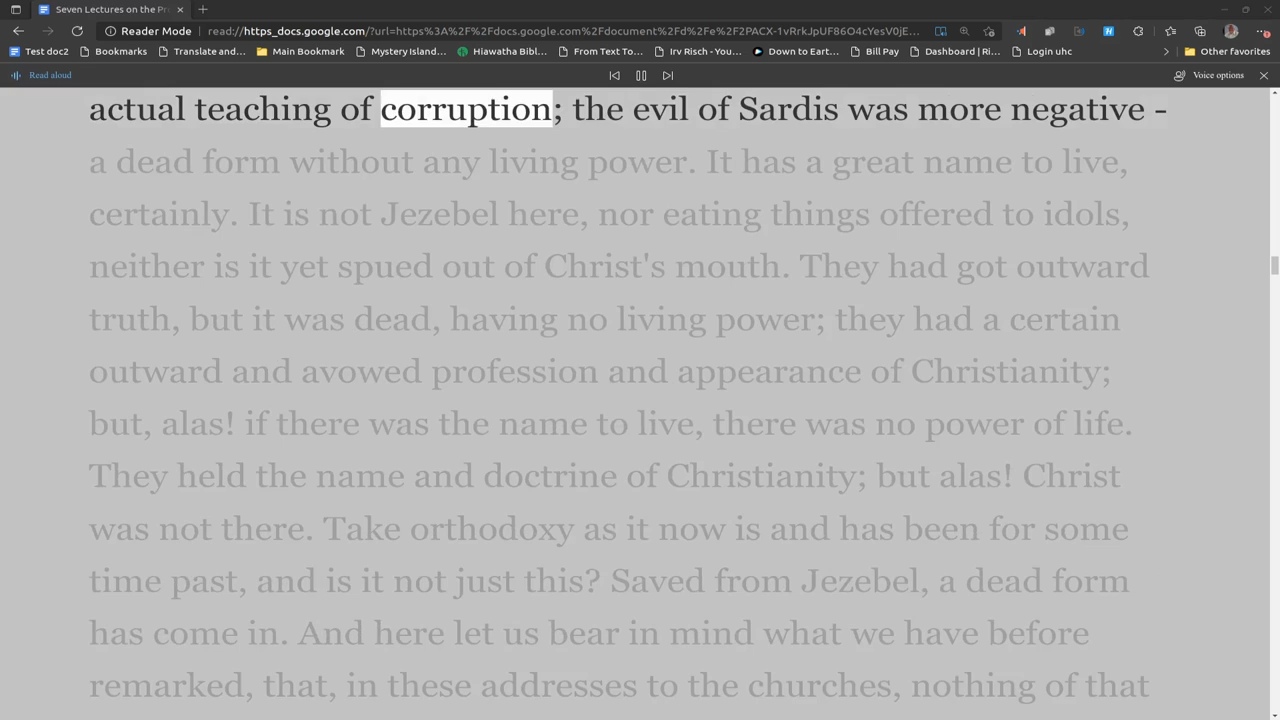 Seven Lectures on the Pr
Reader Mode
read://https_docs.google.com/?url=https%3A%2F%2Fdocs.google.com%2Fdocument%2Fd%2Fe%2F2PACX-1vRrkJpUF86O4cYesV0jE...
Test doc2
Bookmarks
Translate and...
Main Bookmark
Mystery Island...
Hiawatha Bibl...
From Text To...
Irv Risch - You...
Down to Eart...
Bill Pay
Dashboard | Ri...
Login uhc
Other favorites
Read aloud
Voice options
actual teaching of corruption; the evil of Sardis was more negative -
a dead form without any living power. It has a great name to live,
certainly. It is not Jezebel here, nor eating things offered to idols,
neither is it yet spued out of Christ's mouth. They had got outward
truth, but it was dead, having no living power; they had a certain
outward and avowed profession and appearance of Christianity;
but, alas! if there was the name to live, there was no power of life.
They held the name and doctrine of Christianity; but alas! Christ
was not there. Take orthodoxy as it now is and has been for some
time past, and is it not just this? Saved from Jezebel, a dead form
has come in. And here let us bear in mind what we have before
remarked, that, in these addresses to the churches, nothing of that